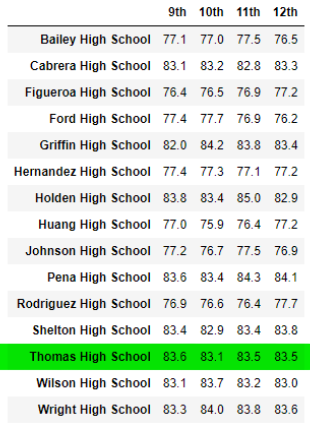 9th 10th 11th 12th
Bailey High School 77.1 77.0 77.5 76.5
Cabrera High School 83.1 83.2 82.8 83.3
Figueroa High School 76.4 76.5 76.9 77.2
Ford High School 77.4 77.7 76.9 76.2
Griffin High School 82.0 84.2 83.8 83.4
Hernandez High School 77.4 77.3 77.1 77.2
Holden High School 83.8 83.4 85.0 82.9
Huang High School 77.0 75.9 76.4 77.2
Johnson High School 77.2 76.7 77.5 76.9
Pena High School 83.6 83.4 84.3 84.1
Rodriguez High School 76.9 76.6 76.4 77.7
Shelton High School 83.4 82.9 83.4 83.8
Thomas High School 83.6 83.1 83.5 83.5
Wilson High School 83.1 83.7 83.2 83.0
Wright High School 83.3 84.0 83.8 83.6